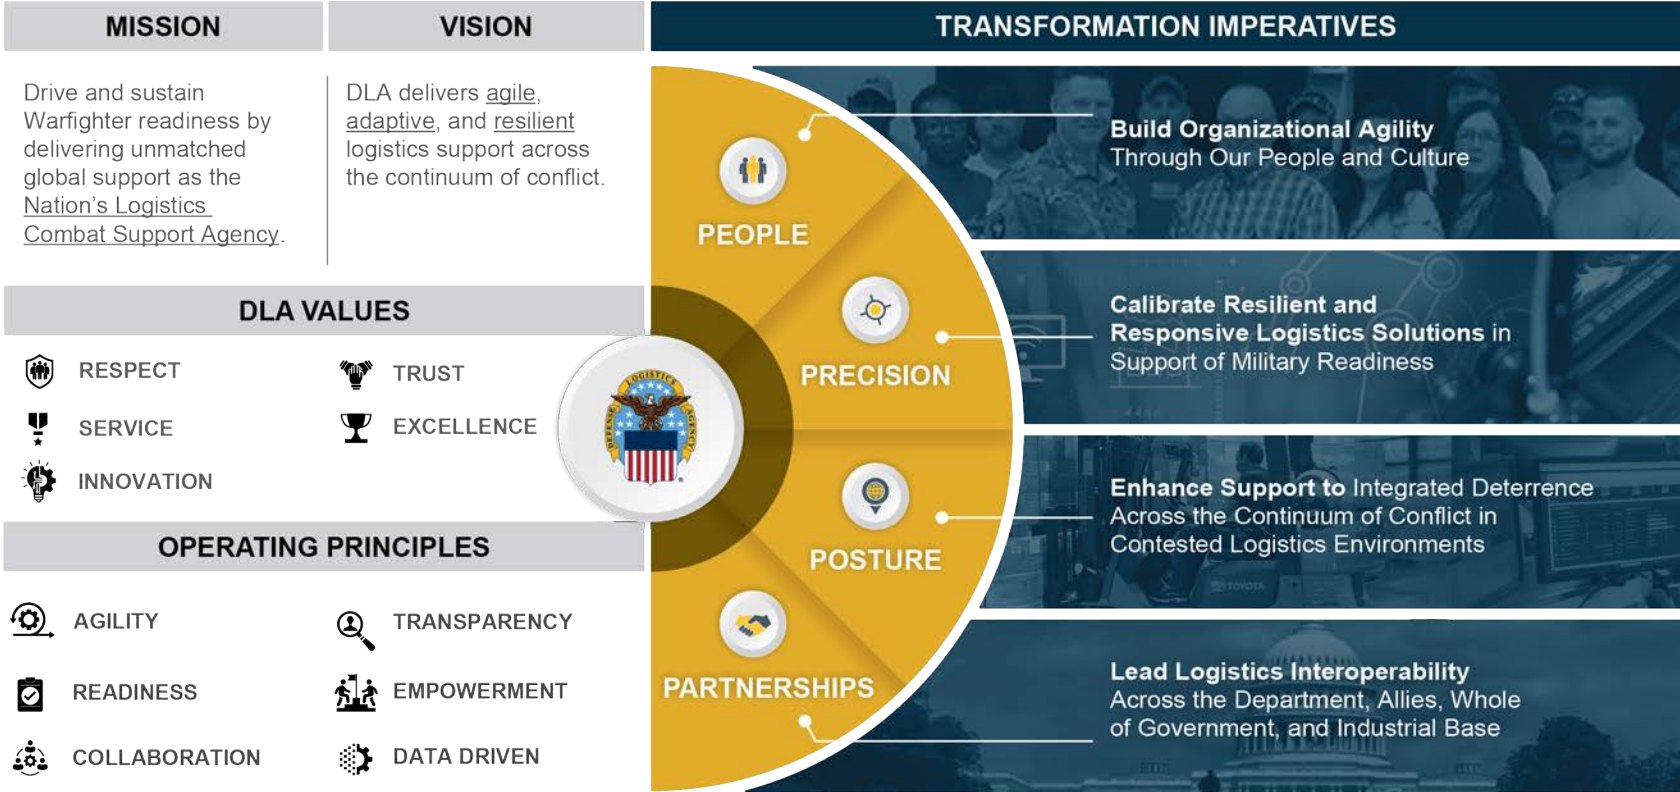 MISSION
Drive and sustain
Warfighter readiness by
delivering unmatched
global support as the
Nation's Logistics
Combat Support Agency.
VISION
DLA delivers agile,
adaptive, and resilient
logistics support across
the continuum of conflict.
DLA VALUES
RESPECT
TRUST
SERVICE
EXCELLENCE
INNOVATION
OPERATING PRINCIPLES
AGILITY
TRANSPARENCY
READINESS
EMPOWERMENT
COLLABORATION
DATA DRIVEN
DEFENSE LOGISTICS AGENCY
TRANSFORMATION IMPERATIVES
PEOPLE
Build Organizational Agility
Through Our People and Culture
PRECISION
Calibrate Resilient and
Responsive Logistics Solutions in
Support of Military Readiness
POSTURE
Enhance Support to Integrated Deterrence
Across the Continuum of Conflict in
Contested Logistics Environments
TOYOTA
PARTNERSHIPS
Lead Logistics Interoperability
Across the Department, Allies, Whole
of Government, and Industrial Base